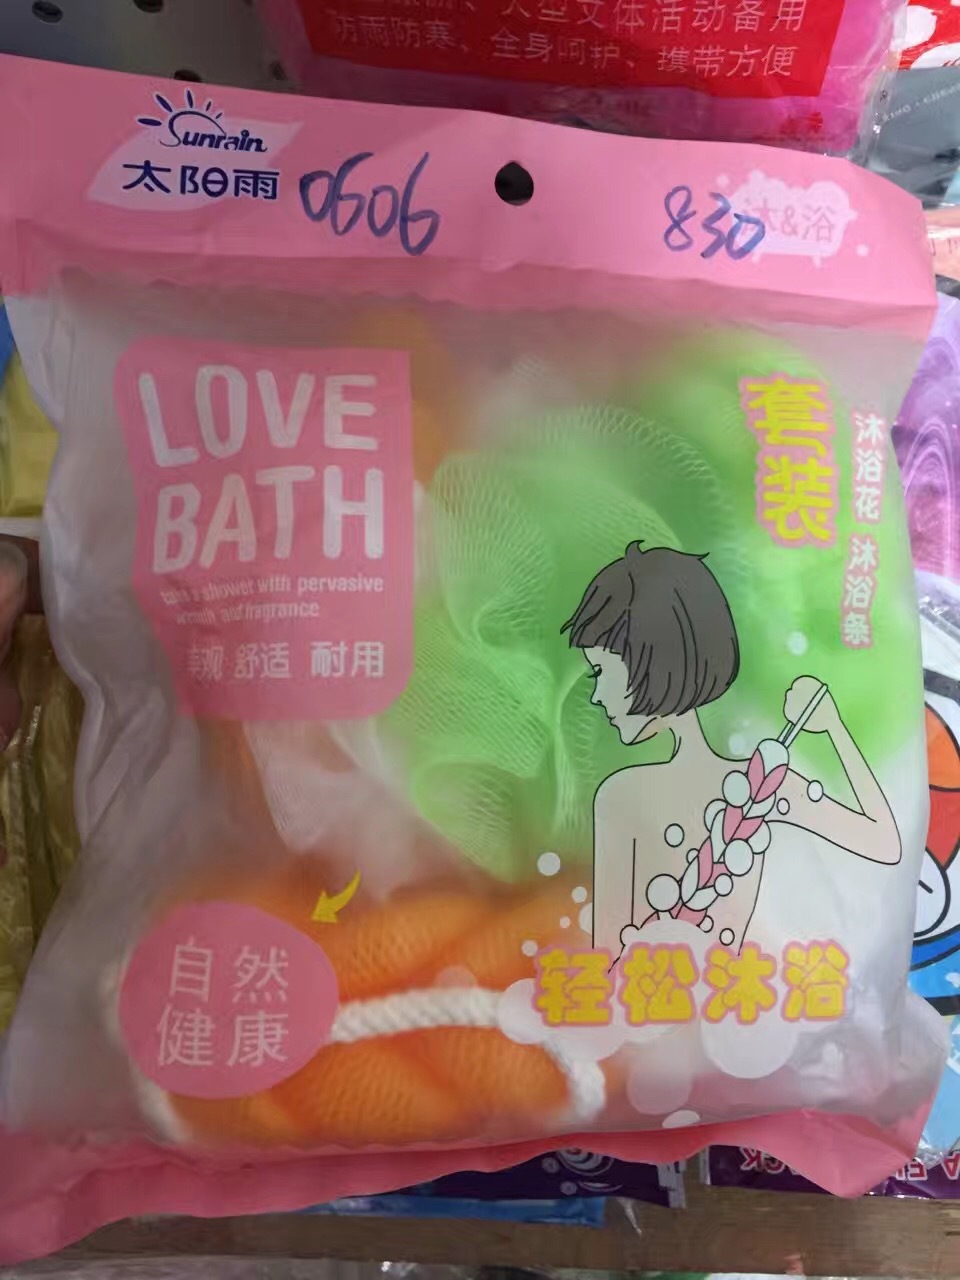 、大型文体活动备用
防雨防寒、全身呵护、携带方便
Sunrain
太阳雨
0606
830
沐&浴
LOVE
BATH
take a shower with pervasive
warmth and fragrance
美观 舒适 耐用
套装
沐浴花 沐浴条
自然
健康
轻松沐浴